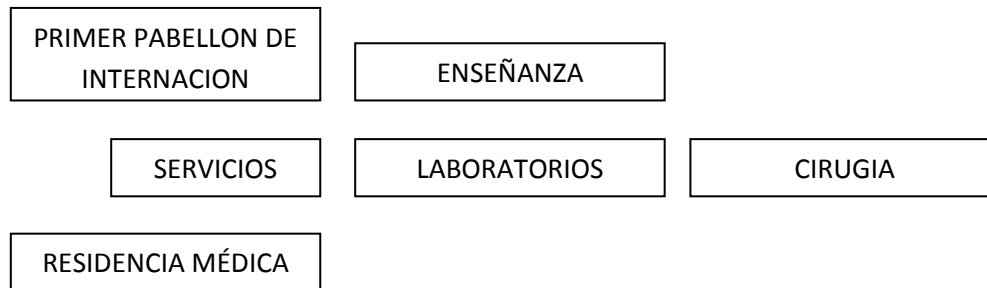 PRIMER PABELLON DE
INTERNACION
ENSEÑANZA
SERVICIOS
LABORATORIOS
CIRUGIA
RESIDENCIA MÉDICA